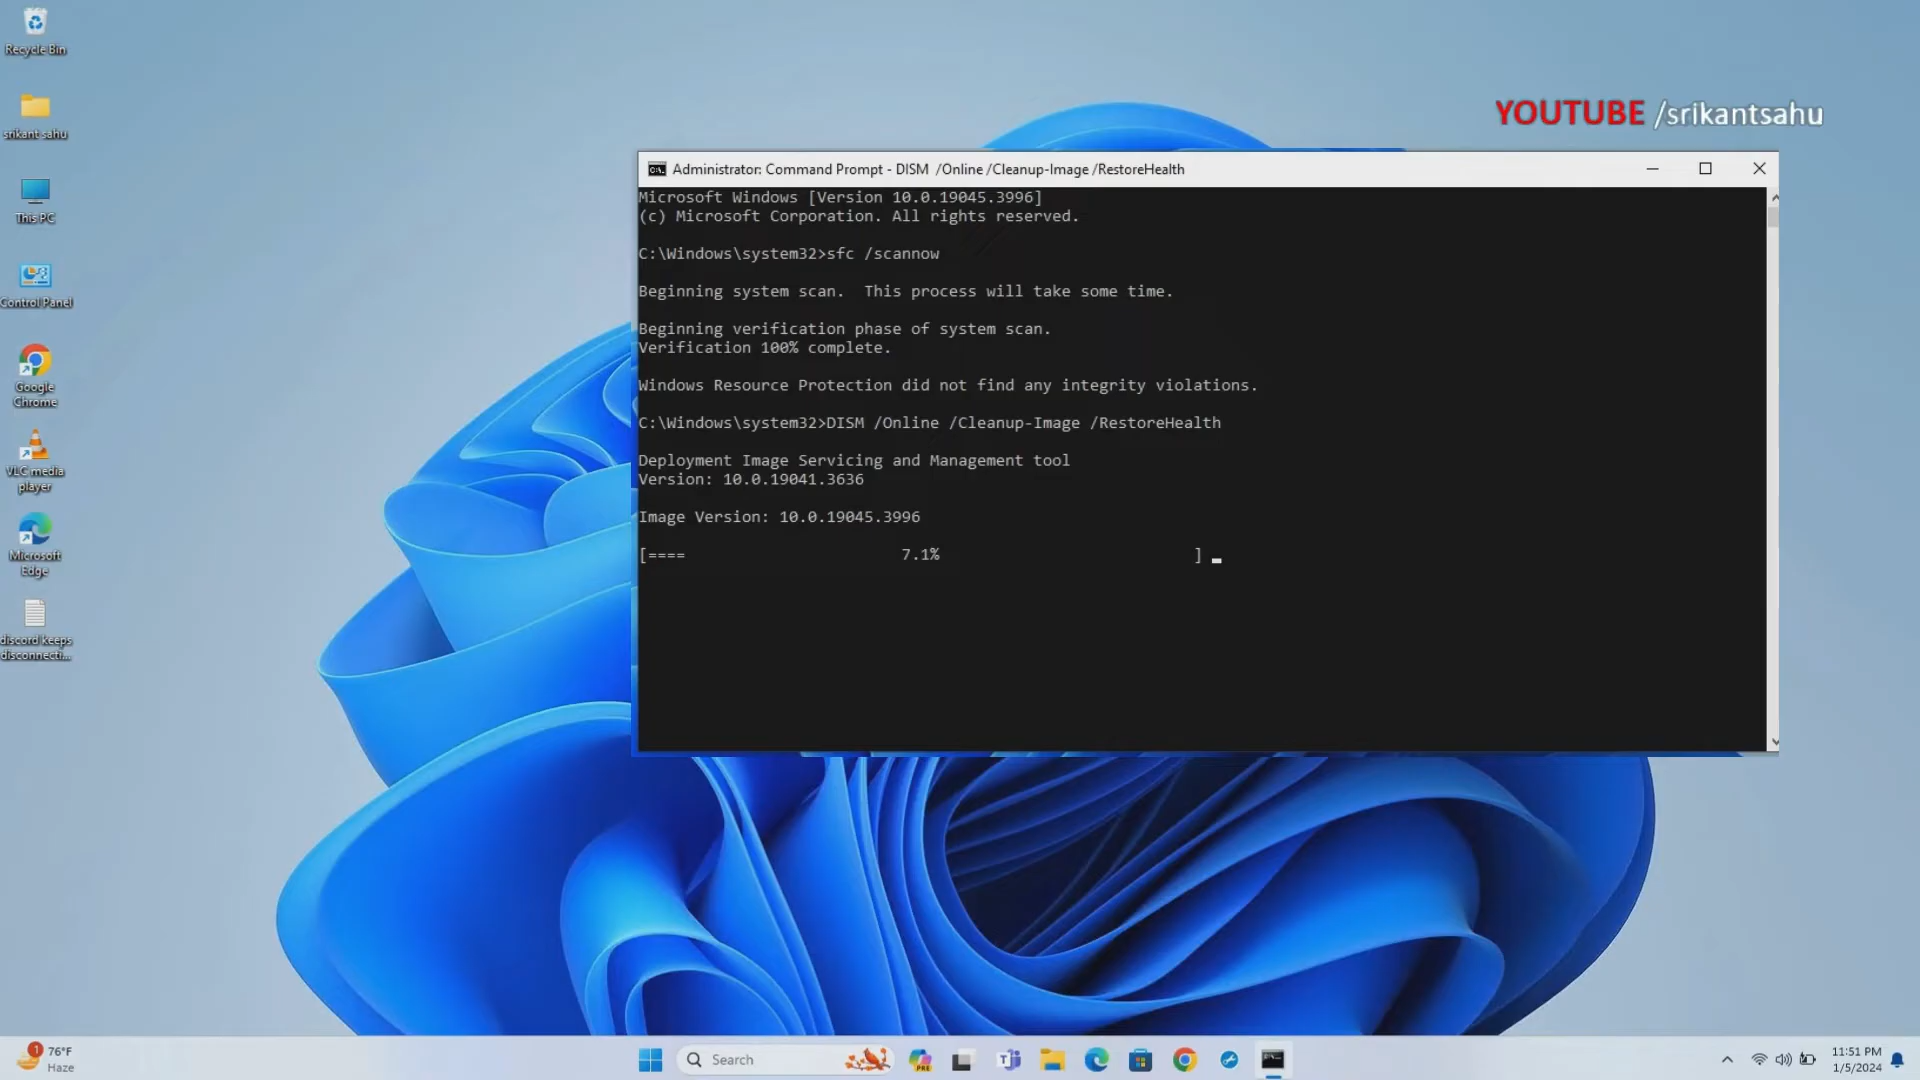 Recycle Bin
srikant sahu
This PC
Control Panel
Google
Chrome
VLC media
player
Microsoft
Edge
discord keeps
disconnecti...
YOUTUBE /srikantsahu
Administrator: Command Prompt - DISM  /Online /Cleanup-Image /RestoreHealth
Microsoft Windows [Version 10.0.19045.3996]
(c) Microsoft Corporation. All rights reserved.
C:\Windows\system32>sfc /scannow
Beginning system scan.  This process will take some time.
Beginning verification phase of system scan.
Verification 100% complete.
Windows Resource Protection did not find any integrity violations.
C:\Windows\system32>DISM /Online /Cleanup-Image /RestoreHealth
Deployment Image Servicing and Management tool
Version: 10.0.19041.3636
Image Version: 10.0.19045.3996
[====                       7.1%                           ]
1
76°F
Haze
Search
PRE
11:51 PM
1/5/2024